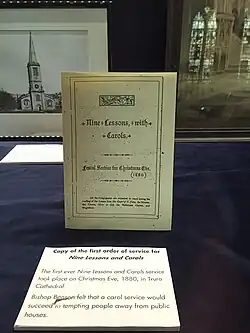 Nine Lessons with
Carols.
Festal Service for Christmas Eve.
(1880)
Copy of the first order of service for
Nine Lessons and Carols
The first ever Nine Lessons and Carols service
took place on Christmas Eve, 1880, in Truro
Cathedral
Bishop Benson felt that a carol service would
succeed in tempting people away from public
houses.